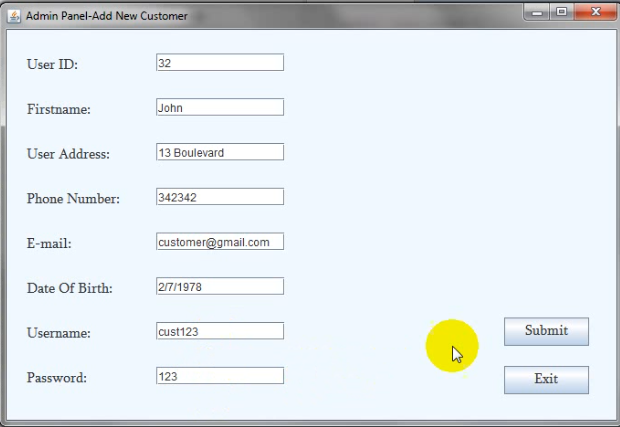 Admin Panel-Add New Customer
User ID: 32
Firstname: John
User Address: 13 Boulevard
Phone Number: 342342
E-mail: customer@gmail.com
Date Of Birth: 2/7/1978
Username: cust123
Submit
Password: 123
Exit